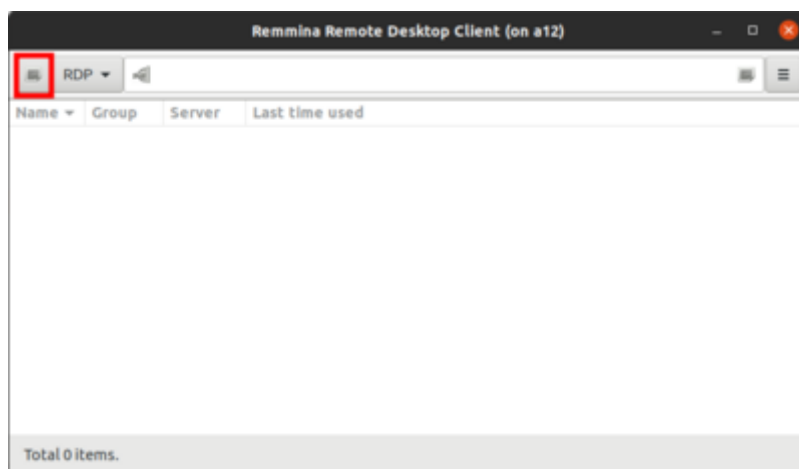 Remmina Remote Desktop Client (on a12)
RDP
Name Group Server Last time used
Total 0 items.